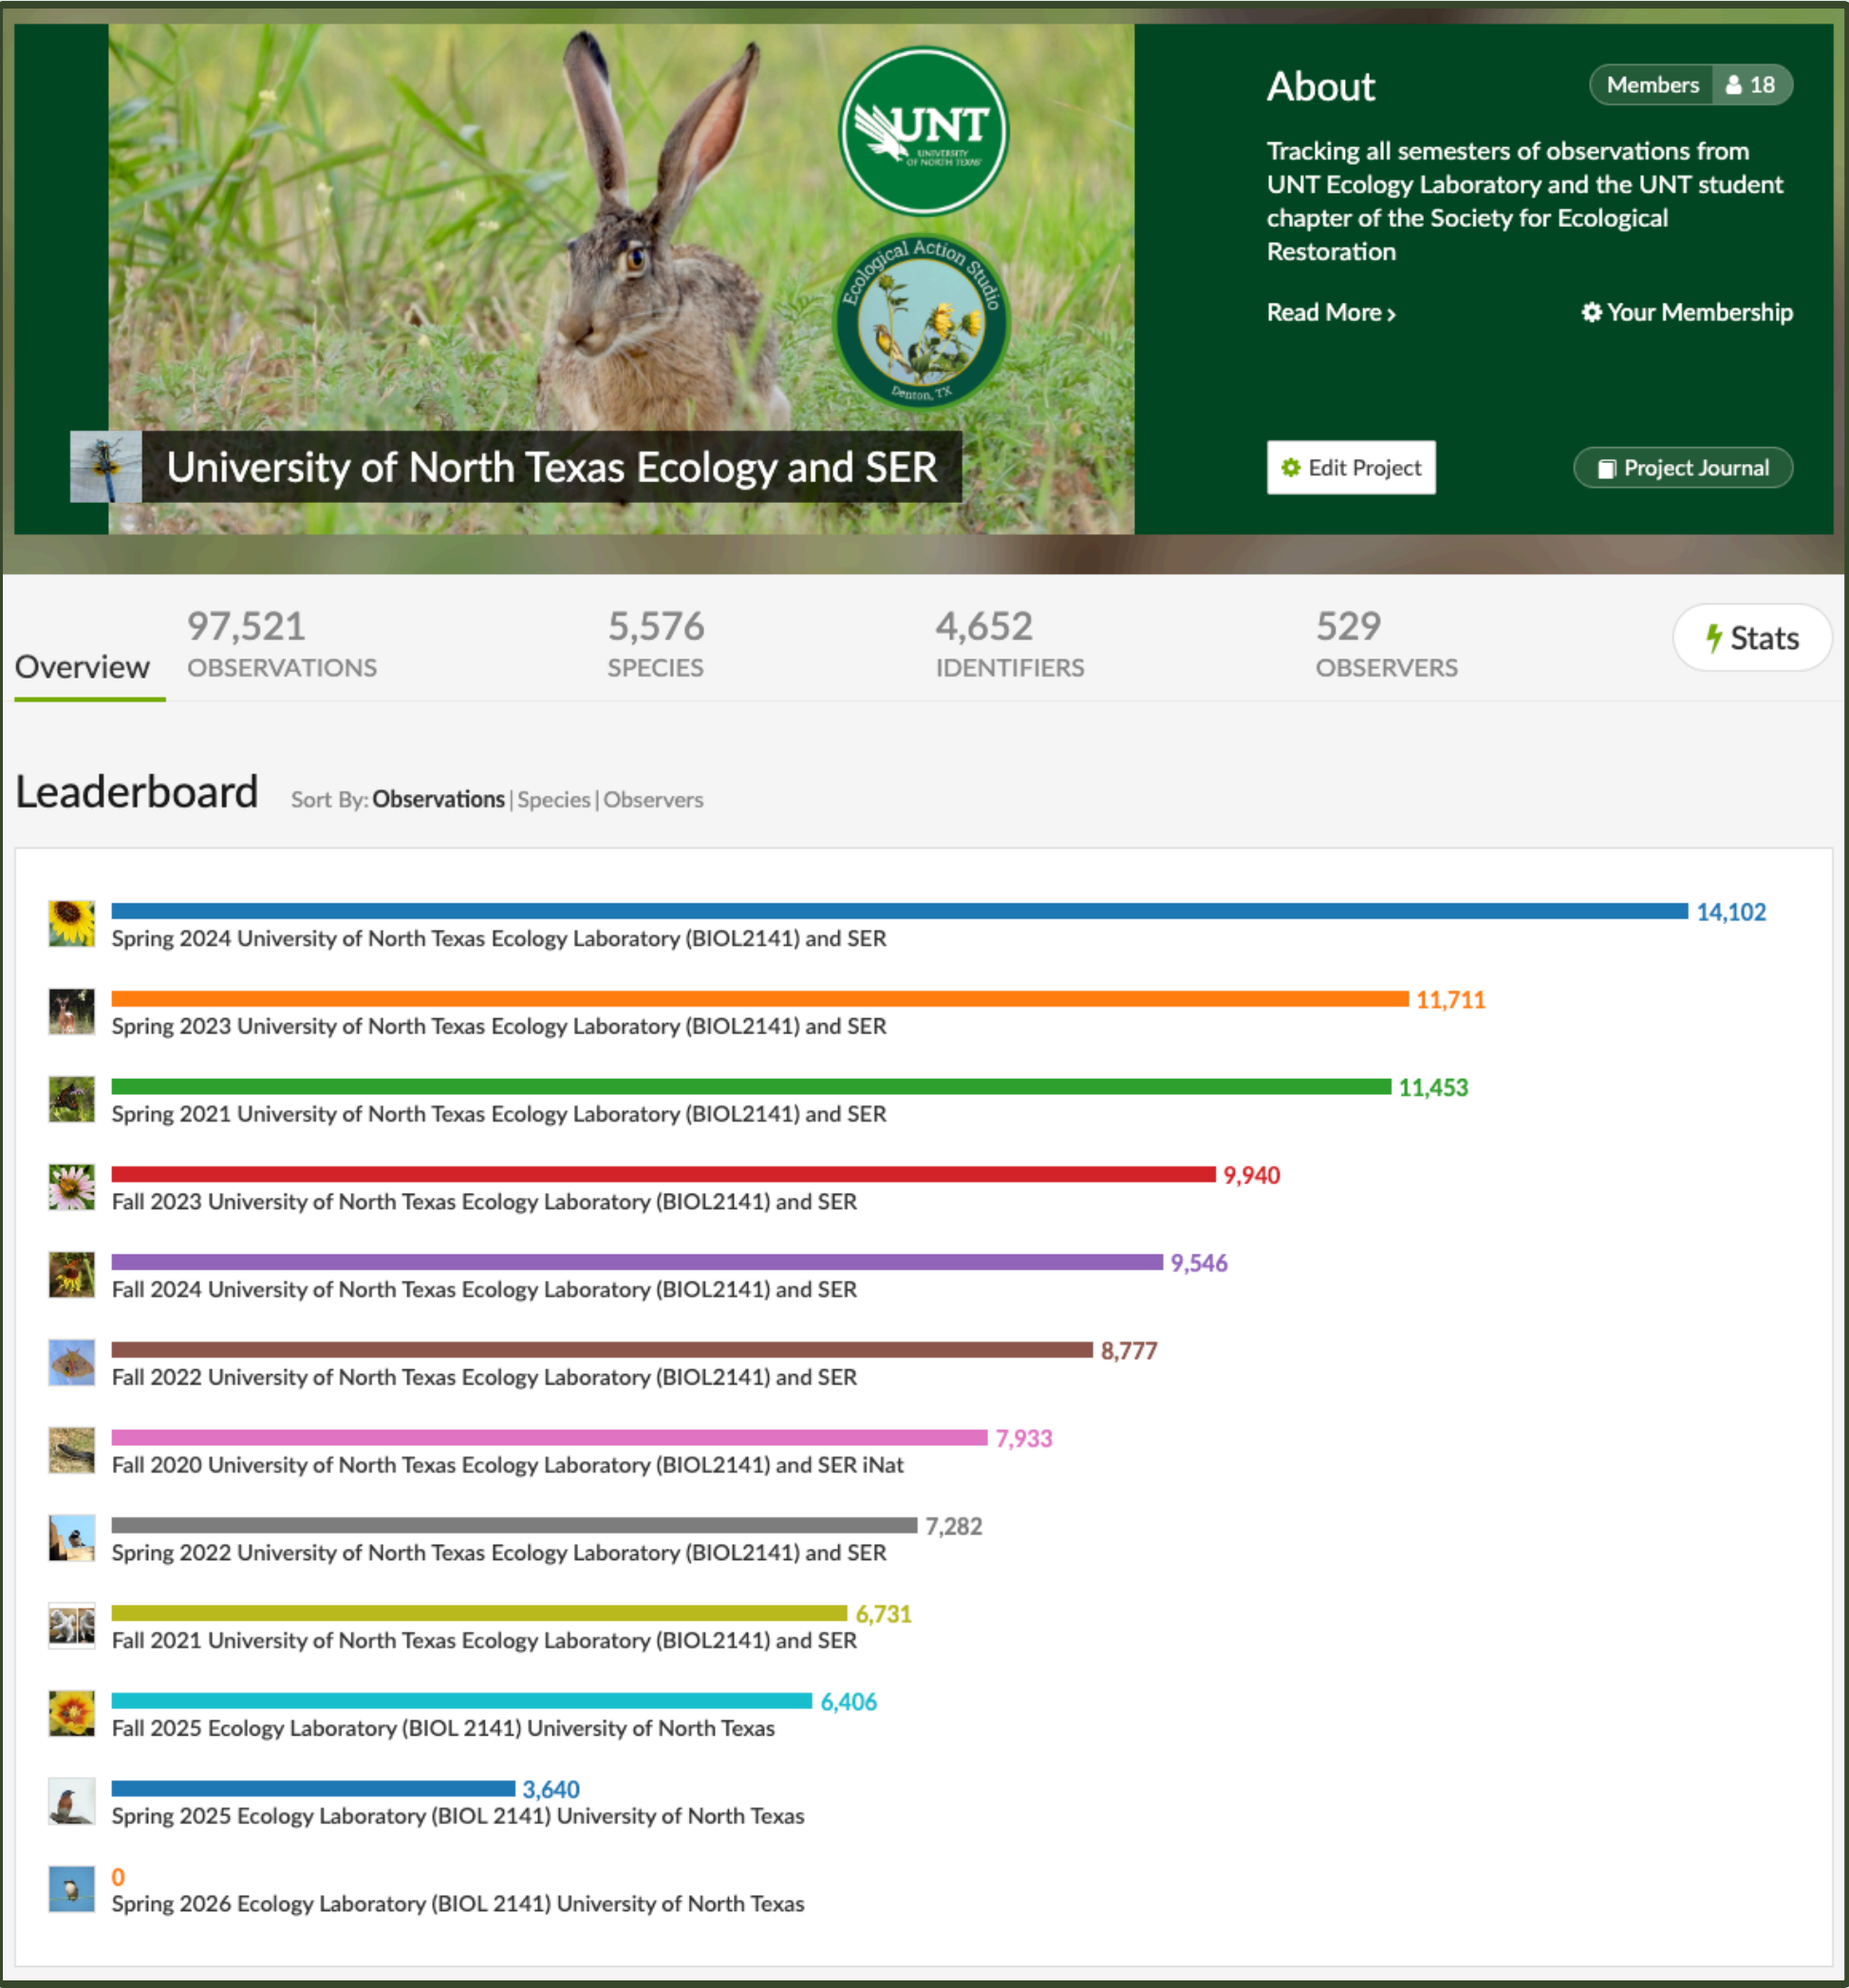 UNT
UNIVERSITY
OF NORTH TEXAS
Ecological Action Studio
Denton, TX
University of North Texas Ecology and SER
About
Members 18
Tracking all semesters of observations from
UNT Ecology Laboratory and the UNT student
chapter of the Society for Ecological
Restoration
Read More ›
Your Membership
Edit Project
Project Journal
Overview
97,521
OBSERVATIONS
5,576
SPECIES
4,652
IDENTIFIERS
529
OBSERVERS
Stats
Leaderboard
Sort By: Observations | Species | Observers
14,102
Spring 2024 University of North Texas Ecology Laboratory (BIOL2141) and SER
11,711
Spring 2023 University of North Texas Ecology Laboratory (BIOL2141) and SER
11,453
Spring 2021 University of North Texas Ecology Laboratory (BIOL2141) and SER
9,940
Fall 2023 University of North Texas Ecology Laboratory (BIOL2141) and SER
9,546
Fall 2024 University of North Texas Ecology Laboratory (BIOL2141) and SER
8,777
Fall 2022 University of North Texas Ecology Laboratory (BIOL2141) and SER
7,933
Fall 2020 University of North Texas Ecology Laboratory (BIOL2141) and SER iNat
7,282
Spring 2022 University of North Texas Ecology Laboratory (BIOL2141) and SER
6,731
Fall 2021 University of North Texas Ecology Laboratory (BIOL2141) and SER
6,406
Fall 2025 Ecology Laboratory (BIOL 2141) University of North Texas
3,640
Spring 2025 Ecology Laboratory (BIOL 2141) University of North Texas
0
Spring 2026 Ecology Laboratory (BIOL 2141) University of North Texas